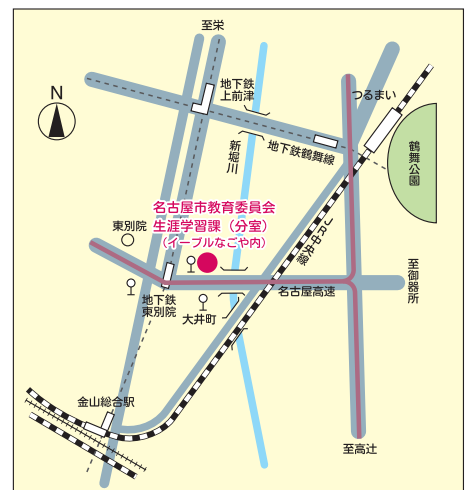 至栄
地下鉄
上前津
つるまい
N
新堀川
地下鉄鶴舞線
鶴舞
公園
名古屋市教育委員会
生涯学習課（分室）
（イーブルなごや内）
東別院
JR中央線
至御器所
名古屋高速
地下鉄
東別院
大井町
金山総合駅
至高辻